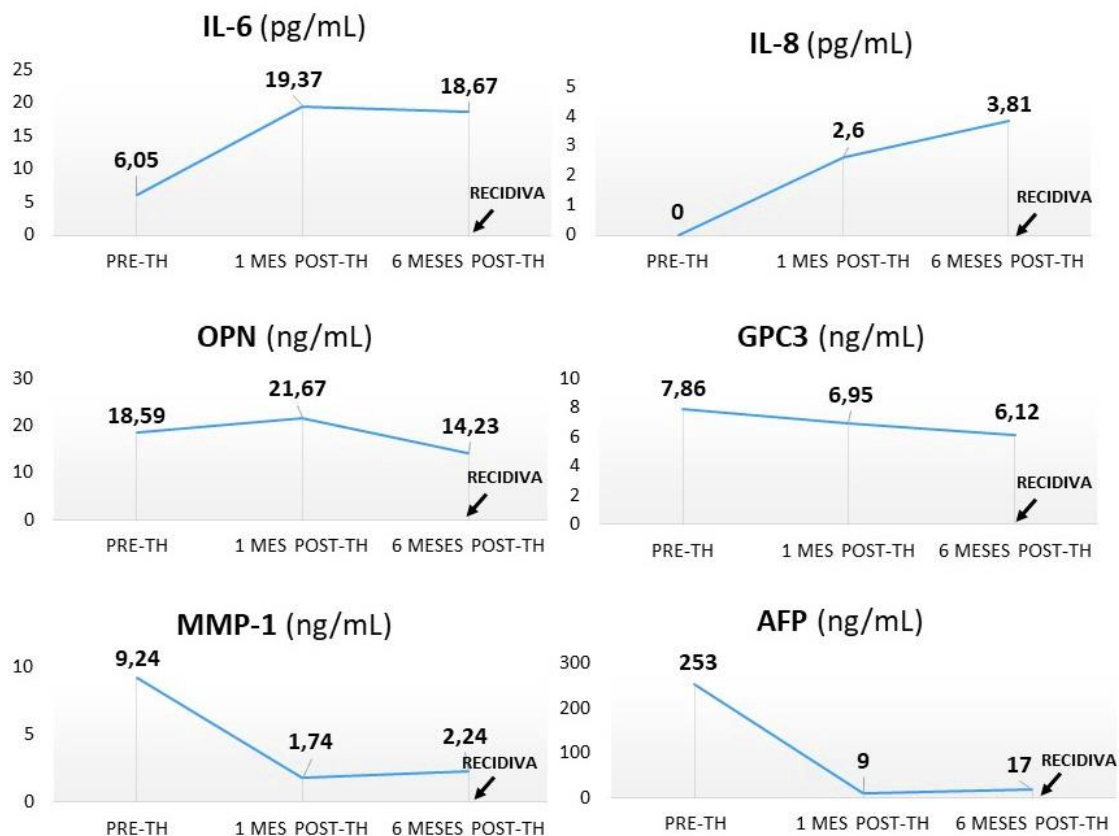 IL-6 (pg/mL)
25
20
15
10
5
0
6,05
19,37
18,67
RECIDIVA
PRE-TH
1 MES POST-TH
6 MESES POST-TH
IL-8 (pg/mL)
5
4
3
2
1
0
0
2,6
3,81
RECIDIVA
PRE-TH
1 MES POST-TH
6 MESES POST-TH
OPN (ng/mL)
30
20
10
0
18,59
21,67
14,23
RECIDIVA
PRE-TH
1 MES POST-TH
6 MESES POST-TH
GPC3 (ng/mL)
10
8
6
4
2
0
7,86
6,95
6,12
RECIDIVA
PRE-TH
1 MES POST-TH
6 MESES POST-TH
MMP-1 (ng/mL)
10
5
0
9,24
1,74
2,24
RECIDIVA
PRE-TH
1 MES POST-TH
6 MESES POST-TH
AFP (ng/mL)
300
200
100
0
253
9
17
RECIDIVA
PRE-TH
1 MES POST-TH
6 MESES POST-TH